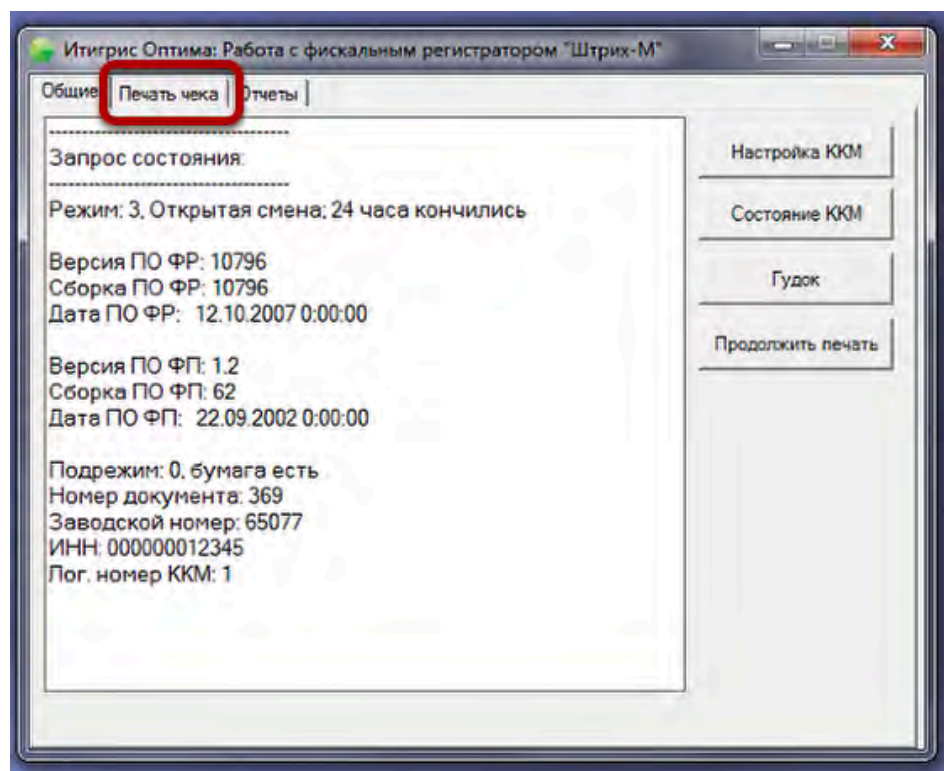 Итигрис Оптима: Работа с фискальным регистратором "Штрих-М"
Общие Печать чека Отчеты
Запрос состояния:
Режим: 3, Открытая смена; 24 часа кончились
Версия ПО ФР: 10796
Сборка ПО ФР: 10796
Дата ПО ФР: 12.10.2007 0:00:00
Версия ПО ФП: 1.2
Сборка ПО ФП: 62
Дата ПО ФП: 22.09.2002 0:00:00
Подрежим: 0, бумага есть
Номер документа: 369
Заводской номер: 65077
ИНН: 000000012345
Лог. номер ККМ: 1
Настройка ККМ
Состояние ККМ
Гудок
Продолжить печать